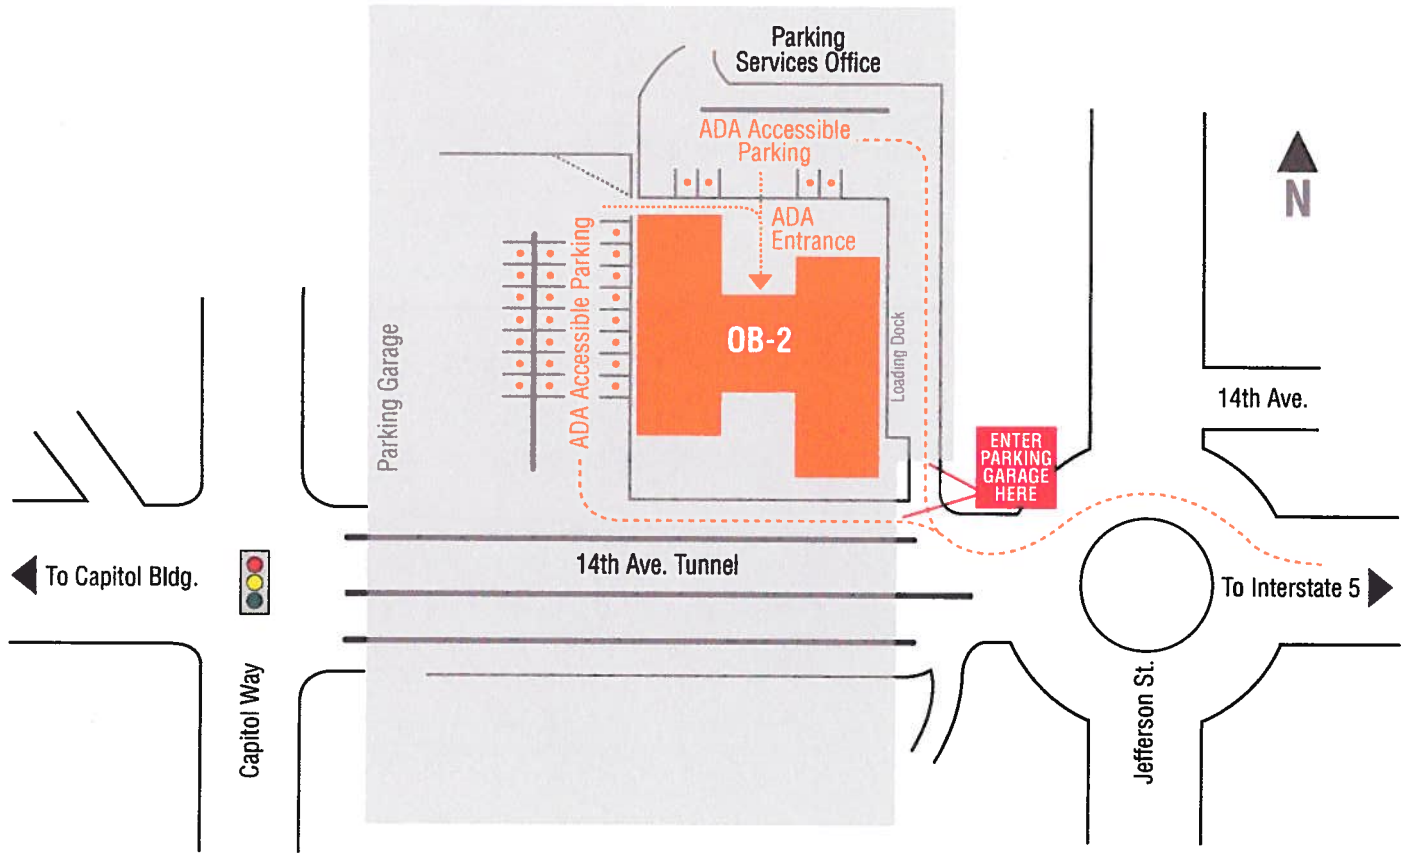 Parking
Services Office
ADA Accessible
Parking
N
ADA
Entrance
ADA Accessible Parking
Parking Garage
OB-2
Loading Dock
14th Ave.
ENTER
PARKING
GARAGE
HERE
14th Ave. Tunnel
To Capitol Bldg.
To Interstate 5
Capitol Way
Jefferson St.